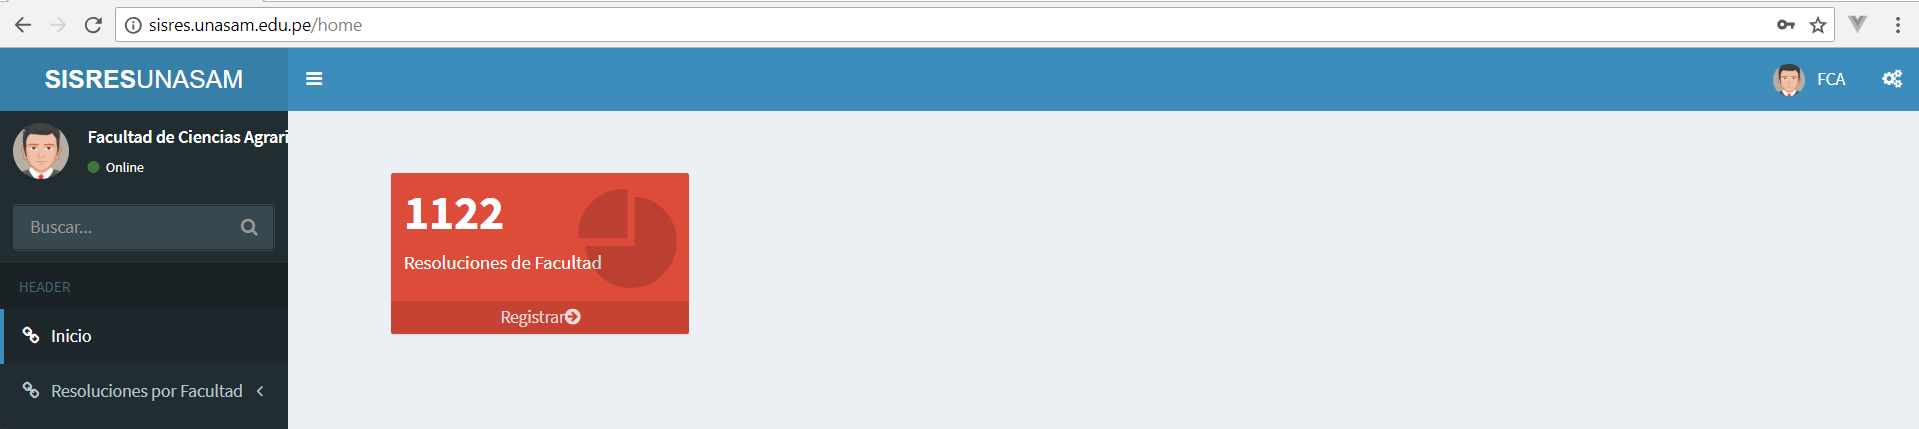 sisres.unasam.edu.pe/home
SISRESUNASAM
FCA
Facultad de Ciencias Agrari
Online
Buscar...
HEADER
Inicio
Resoluciones por Facultad
1122
Resoluciones de Facultad
Registrar